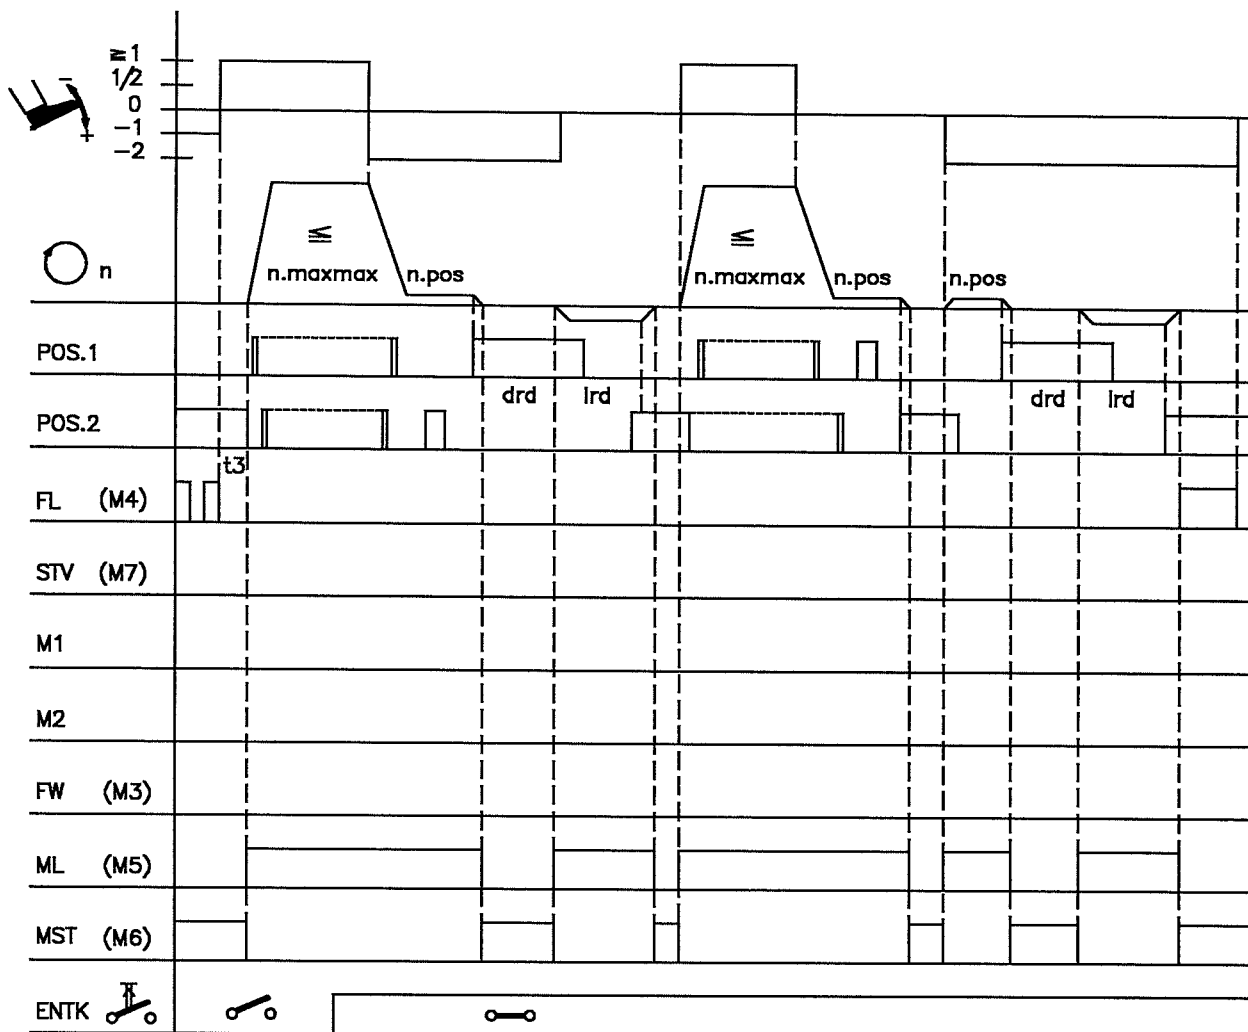 ≧1
1/2
0
−1
−2
−
+
n
≦
n.maxmax
n.pos
≦
n.maxmax
n.pos
n.pos
POS.1
drd
lrd
drd
lrd
POS.2
t3
FL (M4)
STV (M7)
M1
M2
FW (M3)
ML (M5)
MST (M6)
ENTK